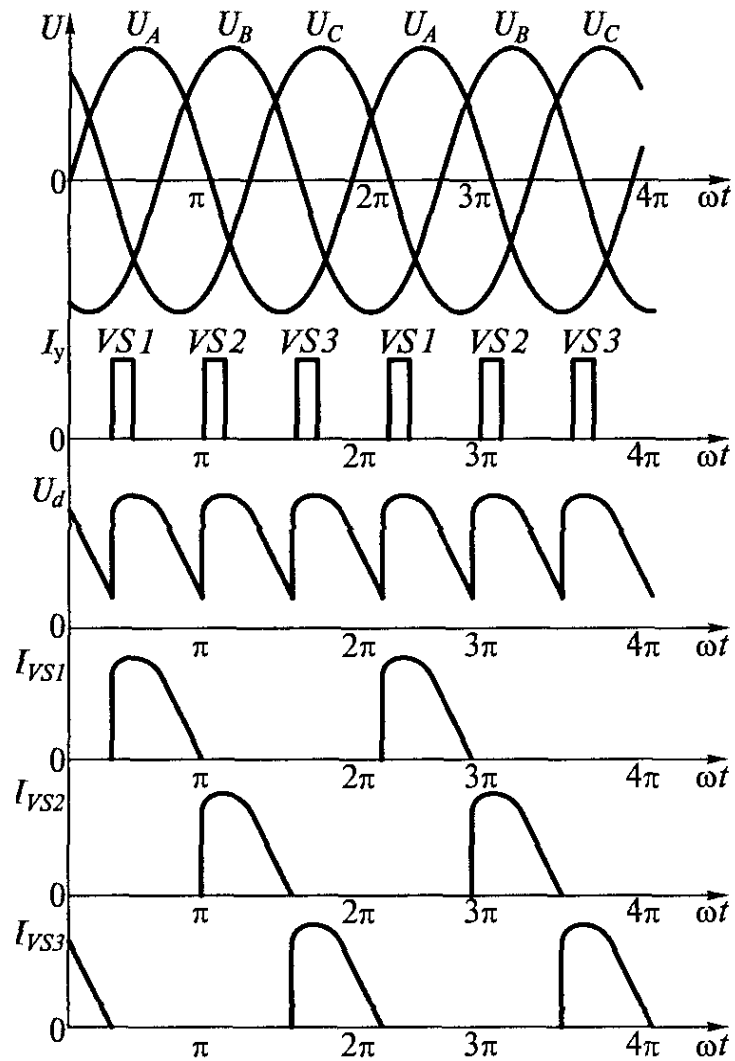 U U_A U_B U_C U_A U_B U_C
0 π 2π 3π 4π ωt
I_y VS1 VS2 VS3 VS1 VS2 VS3
0 π 2π 3π 4π ωt
U_d
0 π 2π 3π 4π ωt
I_VS1
0 π 2π 3π 4π ωt
I_VS2
0 π 2π 3π 4π ωt
I_VS3
0 π 2π 3π 4π ωt